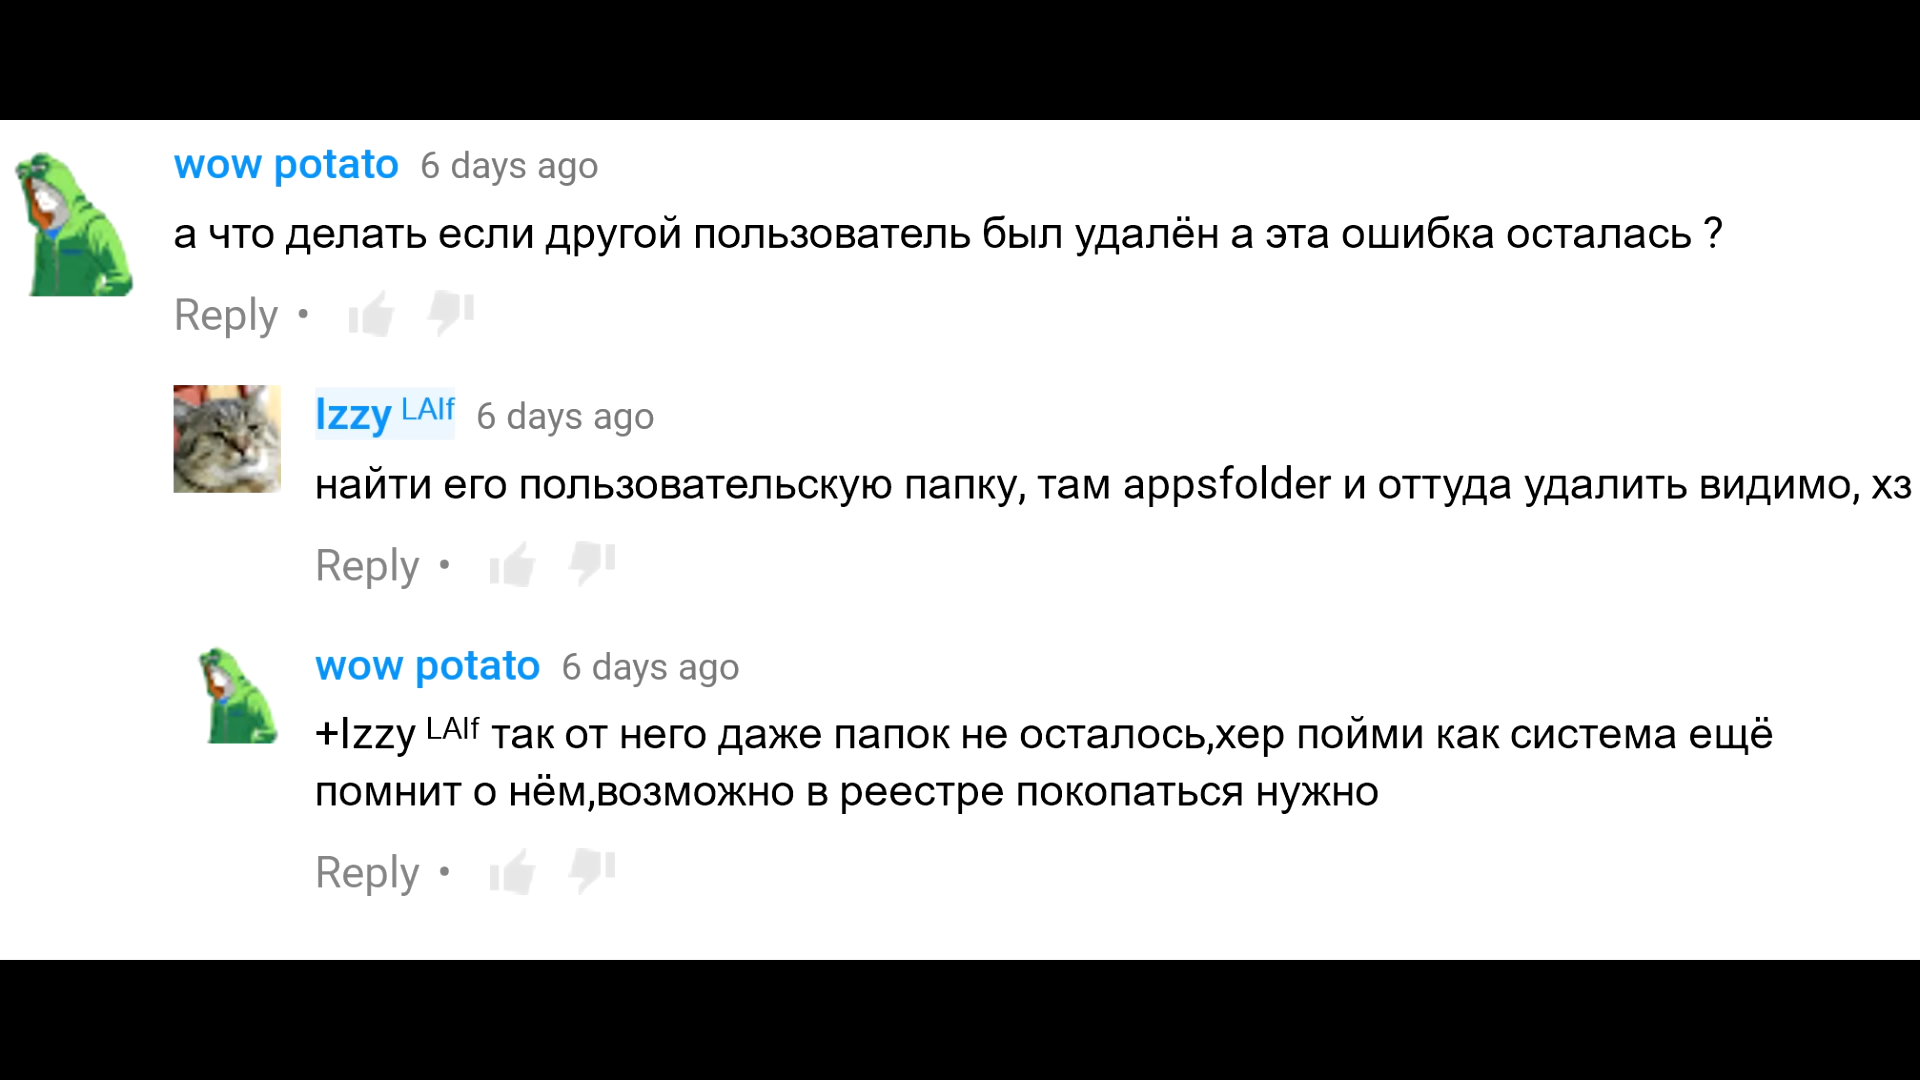 wow potato 6 days ago
а что делать если другой пользователь был удалён а эта ошибка осталась ?
Reply •
Izzy ᴸᴬᴵᶠ 6 days ago
найти его пользовательскую папку, там appsfolder и оттуда удалить видимо, хз
Reply •
wow potato 6 days ago
+Izzy ᴸᴬᴵᶠ так от него даже папок не осталось,хер пойми как система ещё
помнит о нём,возможно в реестре покопаться нужно
Reply •